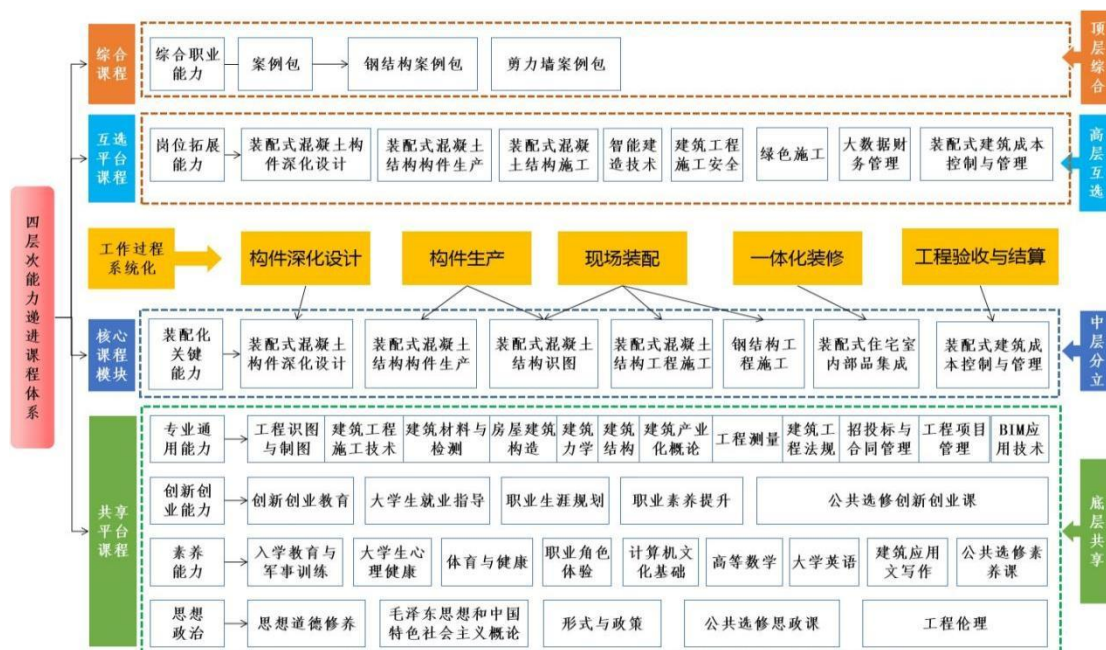 四层次能力递进课程体系
综合
课程
综合职业
能力
案例包
钢结构案例包
剪力墙案例包
顶层综合
互选
平台
课程
岗位拓展
能力
装配式混凝土构
件深化设计
装配式混凝土
结构构件生产
装配式混凝
土结构施工
智能建
造技术
建筑工程
施工安全
绿色施工
大数据财
务管理
装配式建筑成本
控制与管理
高层互选
工作过程
系统化
构件深化设计
构件生产
现场装配
一体化装修
工程验收与结算
核心
课程
模块
装配化
关键
能力
装配式混凝土
构件深化设计
装配式混凝土
结构构件生产
装配式混凝土
结构识图
装配式混凝土
结构工程施工
钢结构工
程施工
装配式住宅室
内部品集成
装配式建筑成
本控制与管理
中层分立
共享
平台
课程
专业通
用能力
工程识图
与制图
建筑工程
施工技术
建筑材料与
检测
房屋建筑
构造
建筑
力学
建筑
结构
建筑产业
化概论
工程测量
建筑工
程法规
招投标与
合同管理
工程项目
管理
BIM应
用技术
创新创
业能力
创新创业教育
大学生就业指导
职业生涯规划
职业素养提升
公共选修创新创业课
素养
能力
入学教育与
军事训练
大学生心
理健康
体育与健康
职业角色
体验
计算机文
化基础
高等数学
大学英语
建筑应用
文写作
公共选修素
养课
思想
政治
思想道德修养
毛泽东思想和中国
特色社会主义概论
形式与政策
公共选修思政课
工程伦理
底层共享